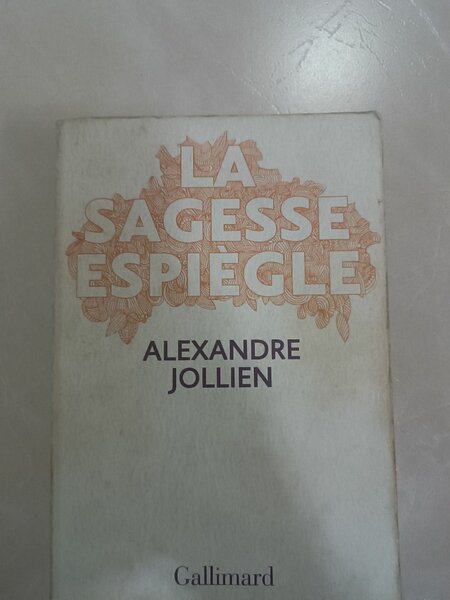 LA
SAGESSE
ESPIÈGLE
ALEXANDRE
JOLLIEN
Gallimard